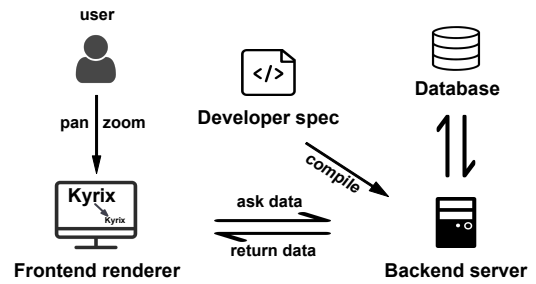 user
pan zoom
</>
Developer spec
Database
compile
Kyrix
Kyrix
ask data
return data
Frontend renderer
Backend server